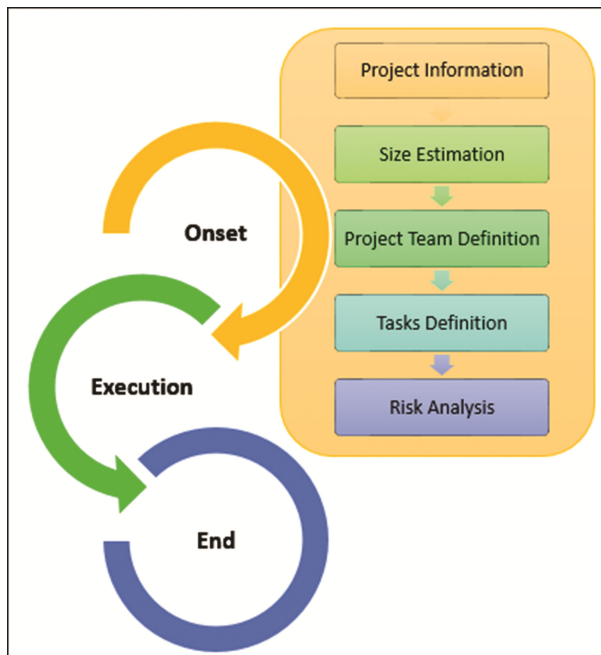 Project Information
Size Estimation
Onset
Project Team Definition
Tasks Definition
Execution
Risk Analysis
End